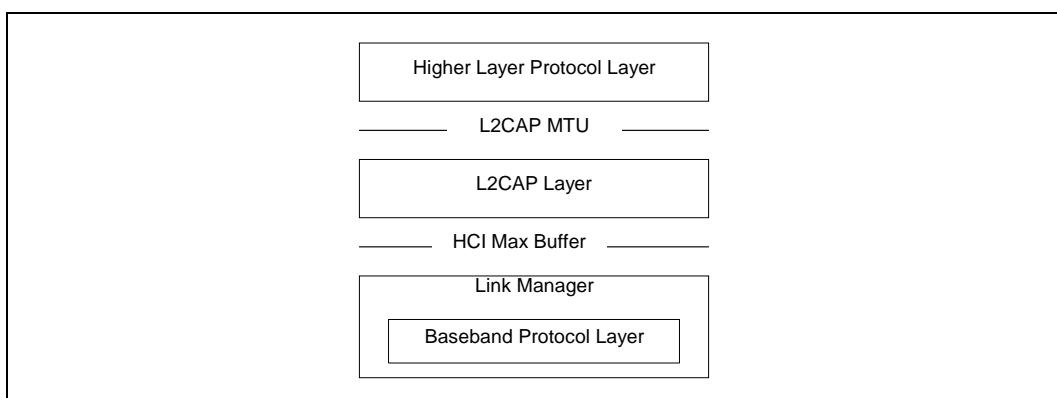 Higher Layer Protocol Layer
L2CAP MTU
L2CAP Layer
HCI Max Buffer
Link Manager
Baseband Protocol Layer